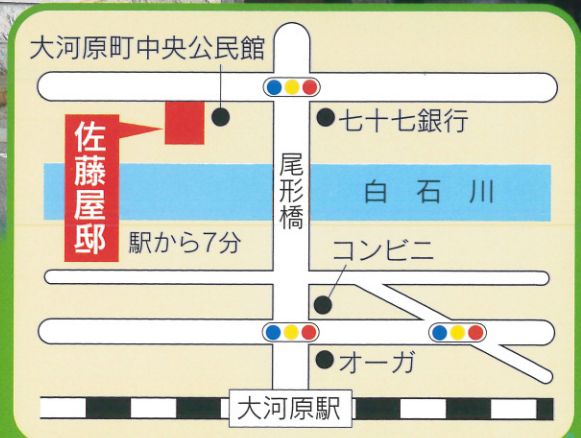 大河原町中央公民館
七十七銀行
佐藤屋邸
尾形橋
白石川
駅から7分
コンビニ
オーガ
大河原駅